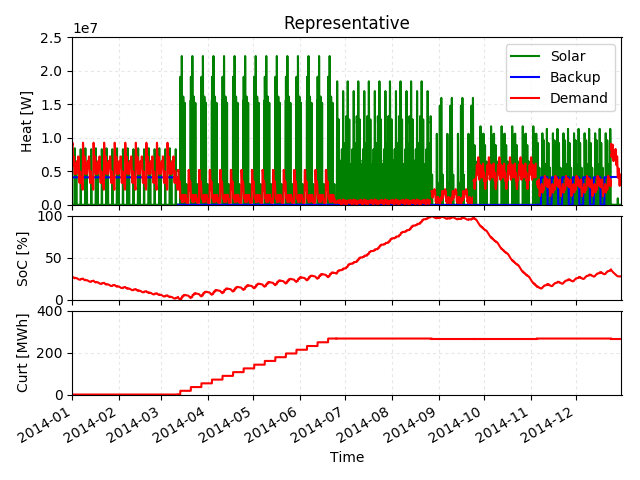 Representative
1e7
2.5
2.0
1.5
1.0
0.5
0.0
Heat [W]
Solar
Backup
Demand
100
50
0
SoC [%]
400
200
0
Curt [MWh]
2014-01
2014-02
2014-03
2014-04
2014-05
2014-06
2014-07
2014-08
2014-09
2014-10
2014-11
2014-12
Time